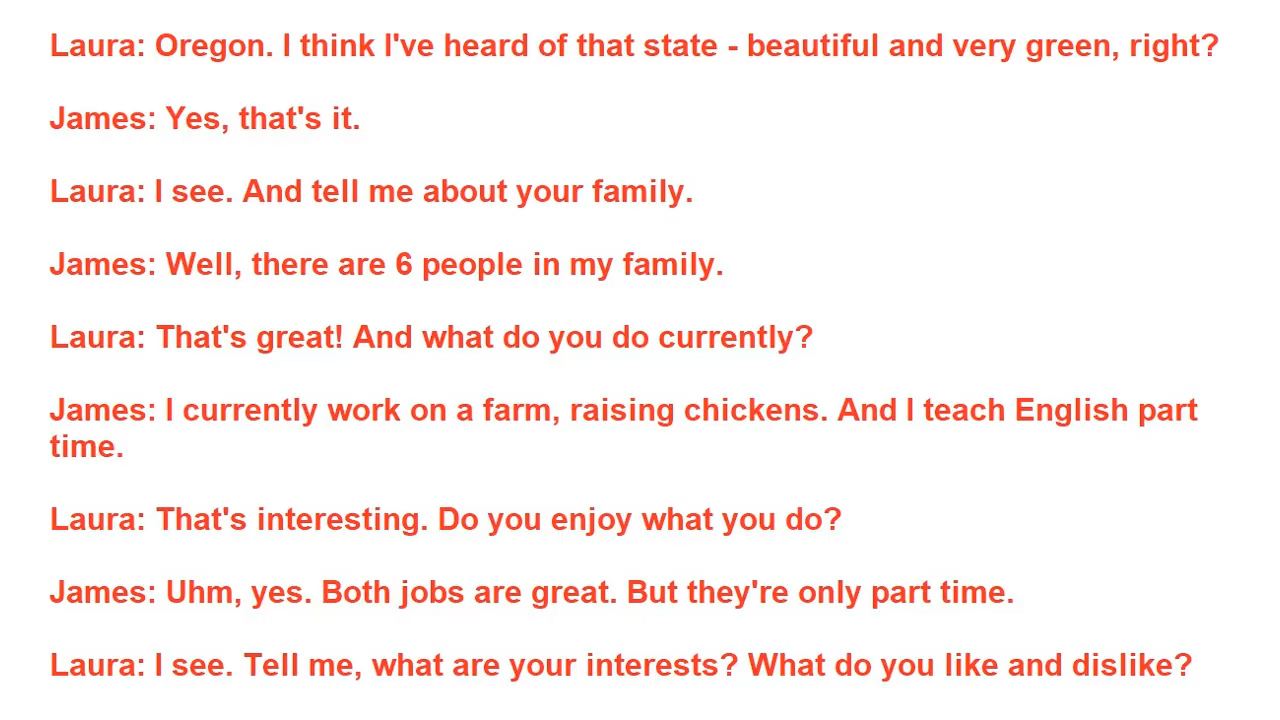 Laura: Oregon. I think I've heard of that state - beautiful and very green, right?
James: Yes, that's it.
Laura: I see. And tell me about your family.
James: Well, there are 6 people in my family.
Laura: That's great! And what do you do currently?
James: I currently work on a farm, raising chickens. And I teach English part
time.
Laura: That's interesting. Do you enjoy what you do?
James: Uhm, yes. Both jobs are great. But they're only part time.
Laura: I see. Tell me, what are your interests? What do you like and dislike?